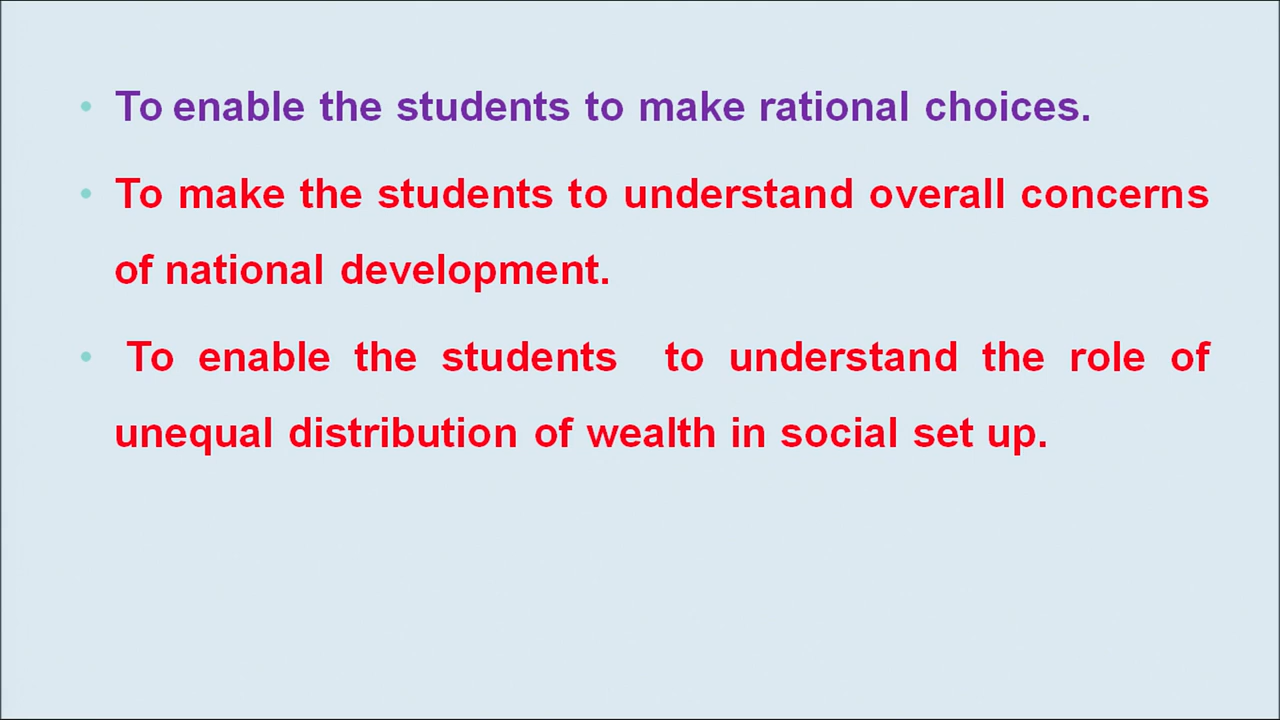 • To enable the students to make rational choices.
• To make the students to understand overall concerns
of national development.
• To enable the students to understand the role of
unequal distribution of wealth in social set up.